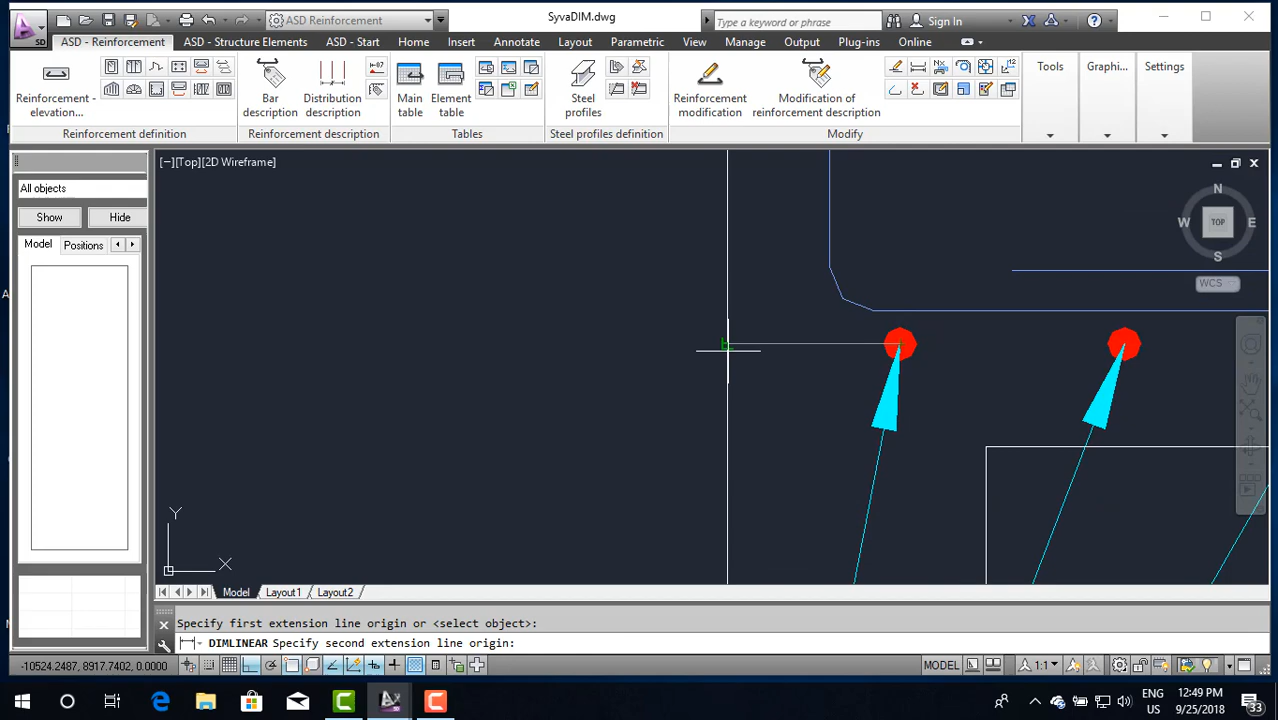 ASD Reinforcement
SyvaDIM.dwg
Type a keyword or phrase
Sign In
5D
ASD - Reinforcement
ASD - Structure Elements
ASD - Start
Home
Insert
Annotate
Layout
Parametric
View
Manage
Output
Plug-ins
Online
Reinforcement -
elevation...
Bar
description
Distribution
description
Main
table
Element
table
Steel
profiles
Reinforcement
modification
Modification of
reinforcement description
Tools
Graphi...
Settings
Reinforcement definition
Reinforcement description
Tables
Steel profiles definition
Modify
[−][Top][2D Wireframe]
All objects
Show
Hide
Model
Positions
N
W
TOP
E
S
WCS
Y
X
Model
Layout1
Layout2
Specify first extension line origin or <select object>:
DIMLINEAR Specify second extension line origin:
-10524.2487, 8917.7402, 0.0000
MODEL
1:1
ENG
US
12:49 PM
9/25/2018
33